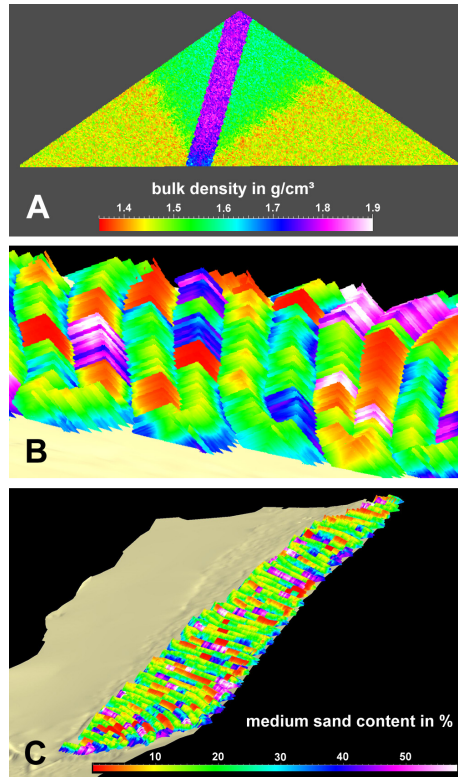 A
bulk density in g/cm³
1.4 1.5 1.6 1.7 1.8 1.9
B
medium sand content in %
C
10 20 30 40 50